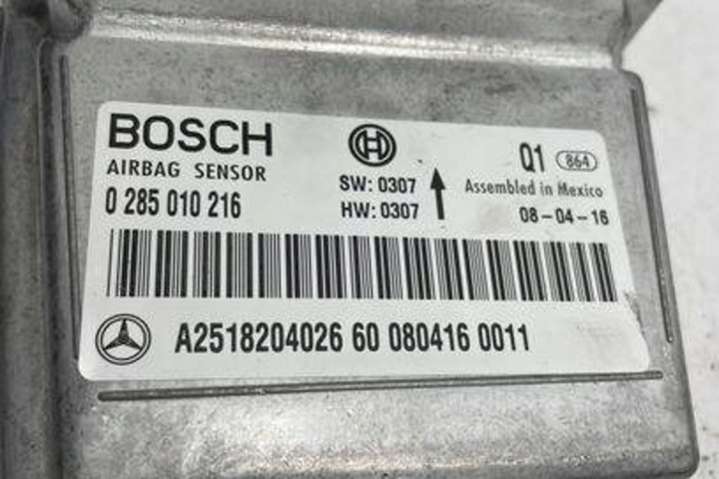 BOSCH
AIRBAG SENSOR
0 285 010 216
SW: 0307
HW: 0307
Q1 864
Assembled in Mexico
08-04-16
A2518204026 60 080416 0011